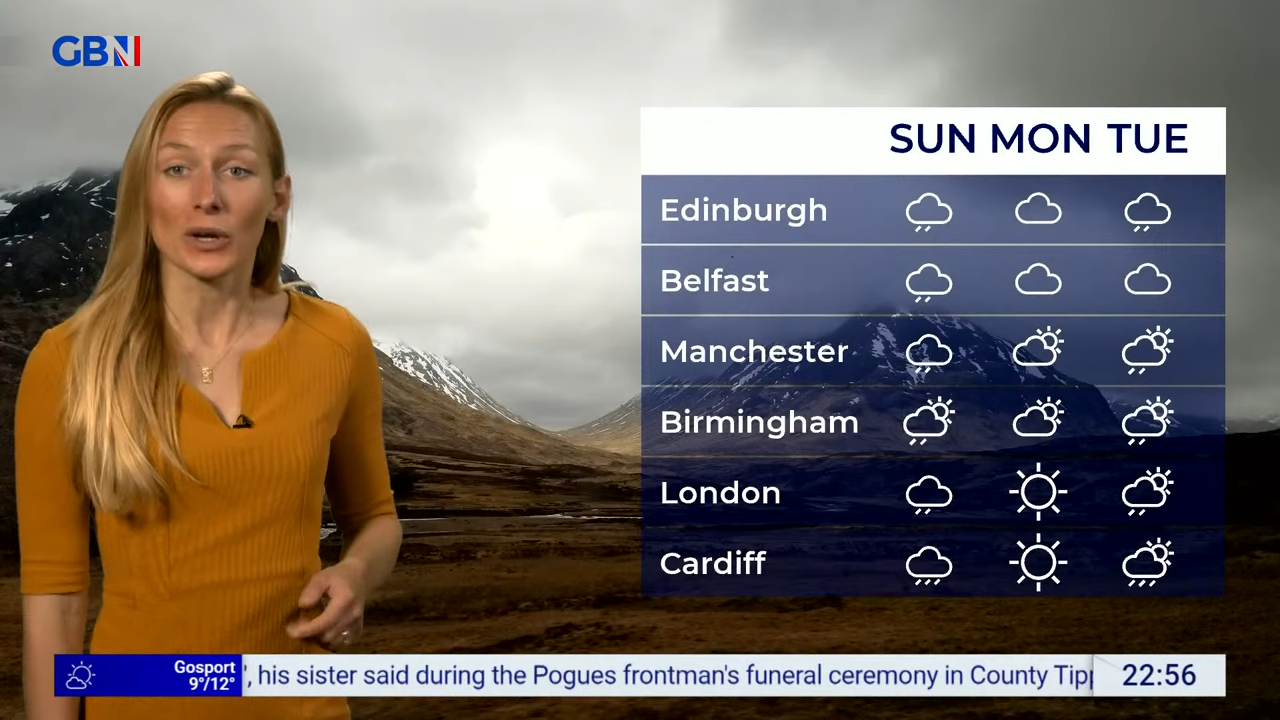 GBN
SUN MON TUE
Edinburgh
Belfast
Manchester
Birmingham
London
Cardiff
Gosport
9°/12°
', his sister said during the Pogues frontman's funeral ceremony in County Tipp
22:56